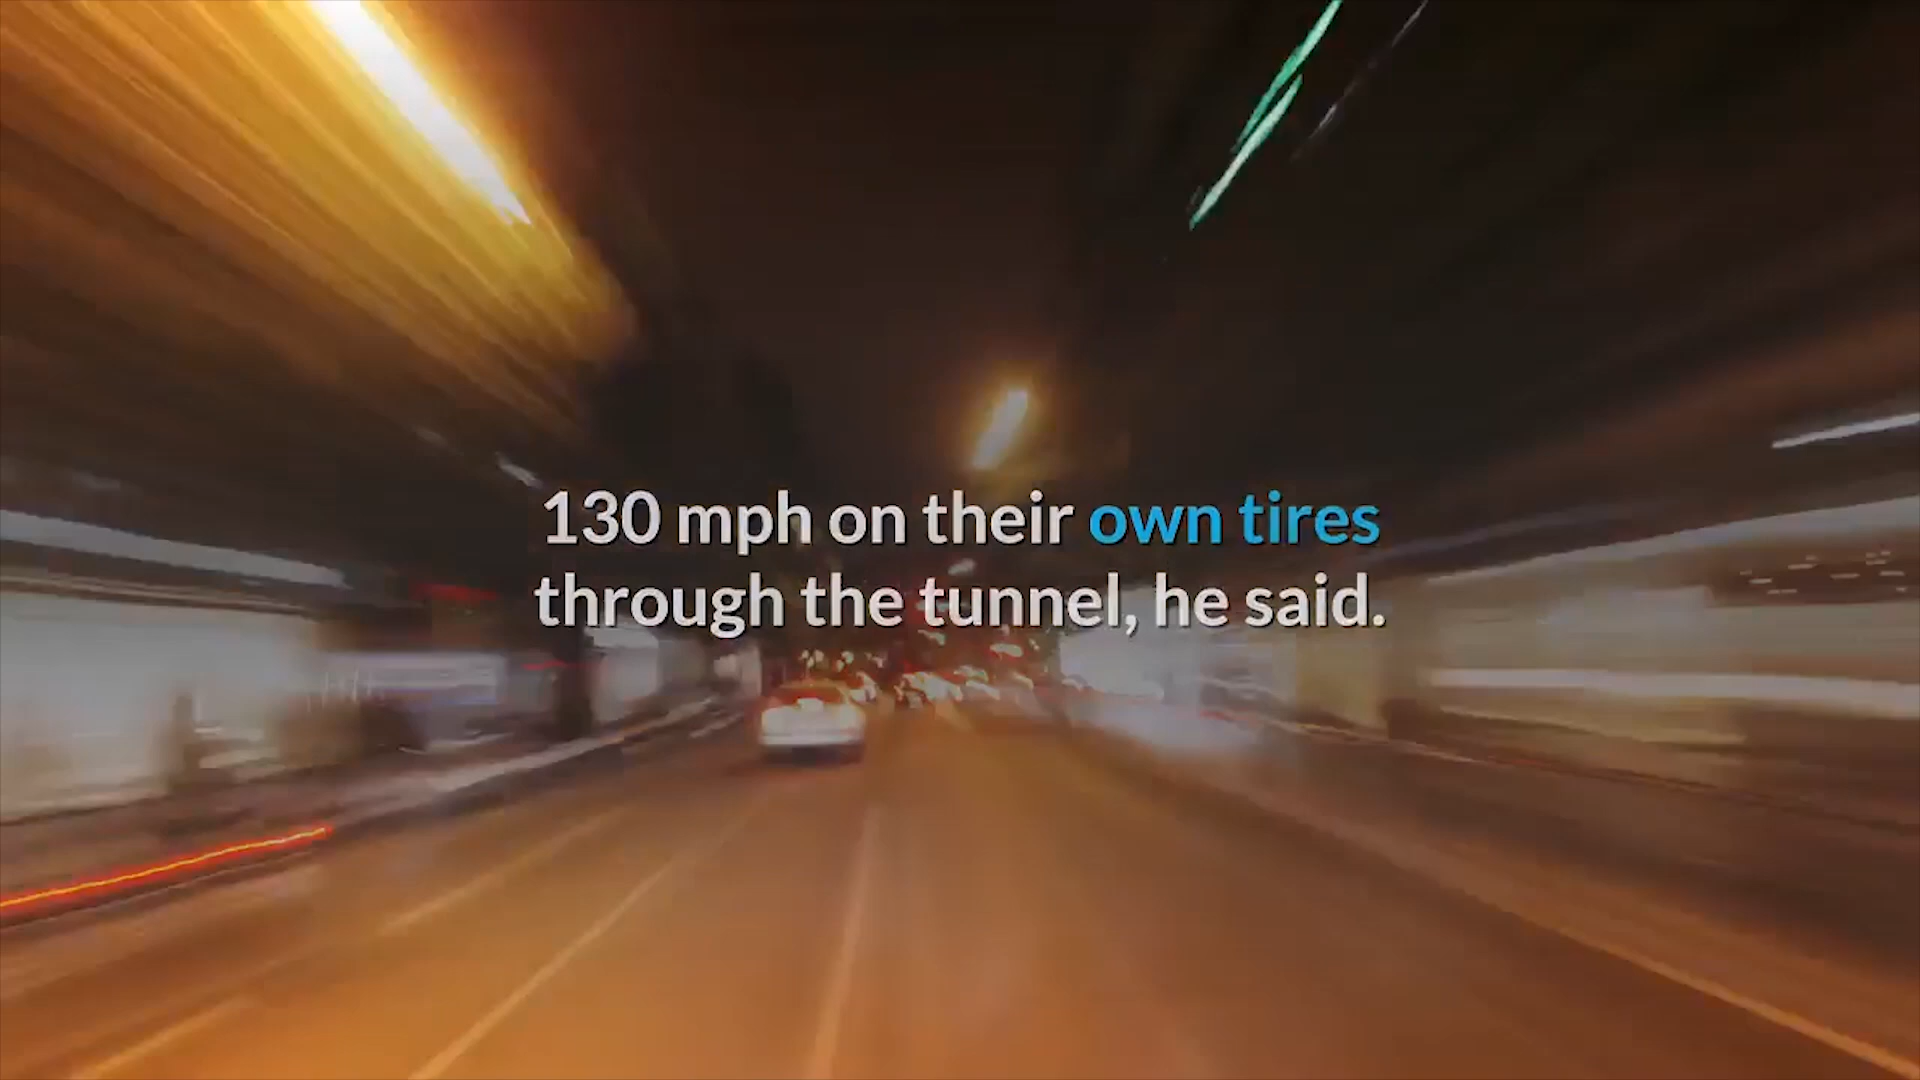 130 mph on their own tires
through the tunnel, he said.